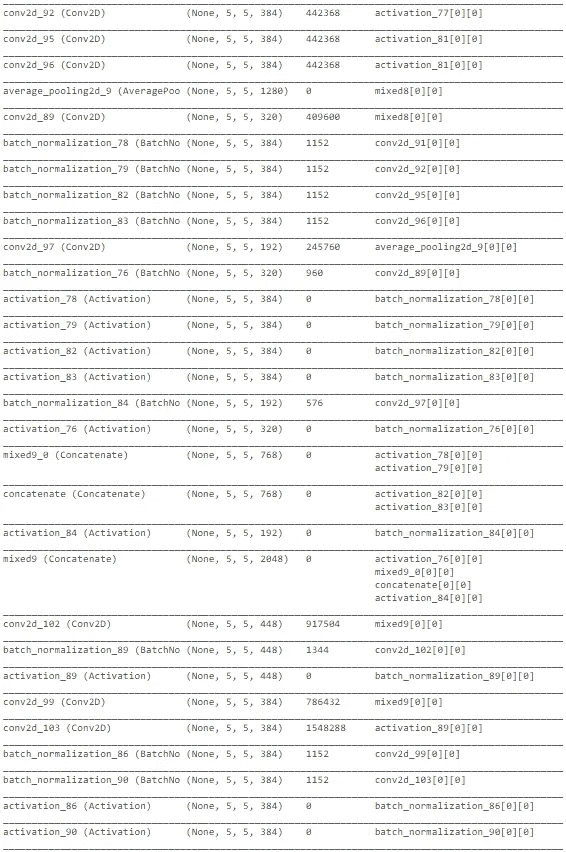 conv2d_92 (Conv2D) (None, 5, 5, 384) 442368 activation_77[0][0]
conv2d_95 (Conv2D) (None, 5, 5, 384) 442368 activation_81[0][0]
conv2d_96 (Conv2D) (None, 5, 5, 384) 442368 activation_81[0][0]
average_pooling2d_9 (AveragePoo (None, 5, 5, 1280) 0 mixed8[0][0]
conv2d_89 (Conv2D) (None, 5, 5, 320) 409600 mixed8[0][0]
batch_normalization_78 (BatchNo (None, 5, 5, 384) 1152 conv2d_91[0][0]
batch_normalization_79 (BatchNo (None, 5, 5, 384) 1152 conv2d_92[0][0]
batch_normalization_82 (BatchNo (None, 5, 5, 384) 1152 conv2d_95[0][0]
batch_normalization_83 (BatchNo (None, 5, 5, 384) 1152 conv2d_96[0][0]
conv2d_97 (Conv2D) (None, 5, 5, 192) 245760 average_pooling2d_9[0][0]
batch_normalization_76 (BatchNo (None, 5, 5, 320) 960 conv2d_89[0][0]
activation_78 (Activation) (None, 5, 5, 384) 0 batch_normalization_78[0][0]
activation_79 (Activation) (None, 5, 5, 384) 0 batch_normalization_79[0][0]
activation_82 (Activation) (None, 5, 5, 384) 0 batch_normalization_82[0][0]
activation_83 (Activation) (None, 5, 5, 384) 0 batch_normalization_83[0][0]
batch_normalization_84 (BatchNo (None, 5, 5, 192) 576 conv2d_97[0][0]
activation_76 (Activation) (None, 5, 5, 320) 0 batch_normalization_76[0][0]
mixed9_0 (Concatenate) (None, 5, 5, 768) 0 activation_78[0][0]
activation_79[0][0]
concatenate (Concatenate) (None, 5, 5, 768) 0 activation_82[0][0]
activation_83[0][0]
activation_84 (Activation) (None, 5, 5, 192) 0 batch_normalization_84[0][0]
mixed9 (Concatenate) (None, 5, 5, 2048) 0 activation_76[0][0]
mixed9_0[0][0]
concatenate[0][0]
activation_84[0][0]
conv2d_102 (Conv2D) (None, 5, 5, 448) 917504 mixed9[0][0]
batch_normalization_89 (BatchNo (None, 5, 5, 448) 1344 conv2d_102[0][0]
activation_89 (Activation) (None, 5, 5, 448) 0 batch_normalization_89[0][0]
conv2d_99 (Conv2D) (None, 5, 5, 384) 786432 mixed9[0][0]
conv2d_103 (Conv2D) (None, 5, 5, 384) 1548288 activation_89[0][0]
batch_normalization_86 (BatchNo (None, 5, 5, 384) 1152 conv2d_99[0][0]
batch_normalization_90 (BatchNo (None, 5, 5, 384) 1152 conv2d_103[0][0]
activation_86 (Activation) (None, 5, 5, 384) 0 batch_normalization_86[0][0]
activation_90 (Activation) (None, 5, 5, 384) 0 batch_normalization_90[0][0]